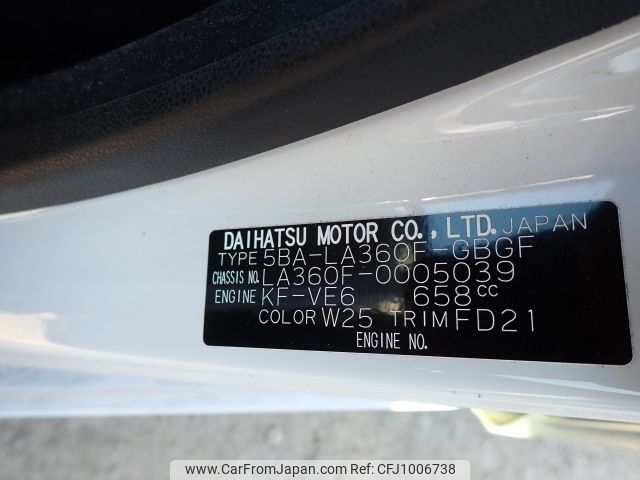 DAIHATSU MOTOR CO., LTD. JAPAN
TYPE 5BA-LA360F-GBGF
CHASSIS NO. LA360F-0005039
ENGINE KF-VE6 658CC
COLOR W25 TRIM FD21
ENGINE NO.
www.CarFromJapan.com | CarFromJapan: CFJ1006738